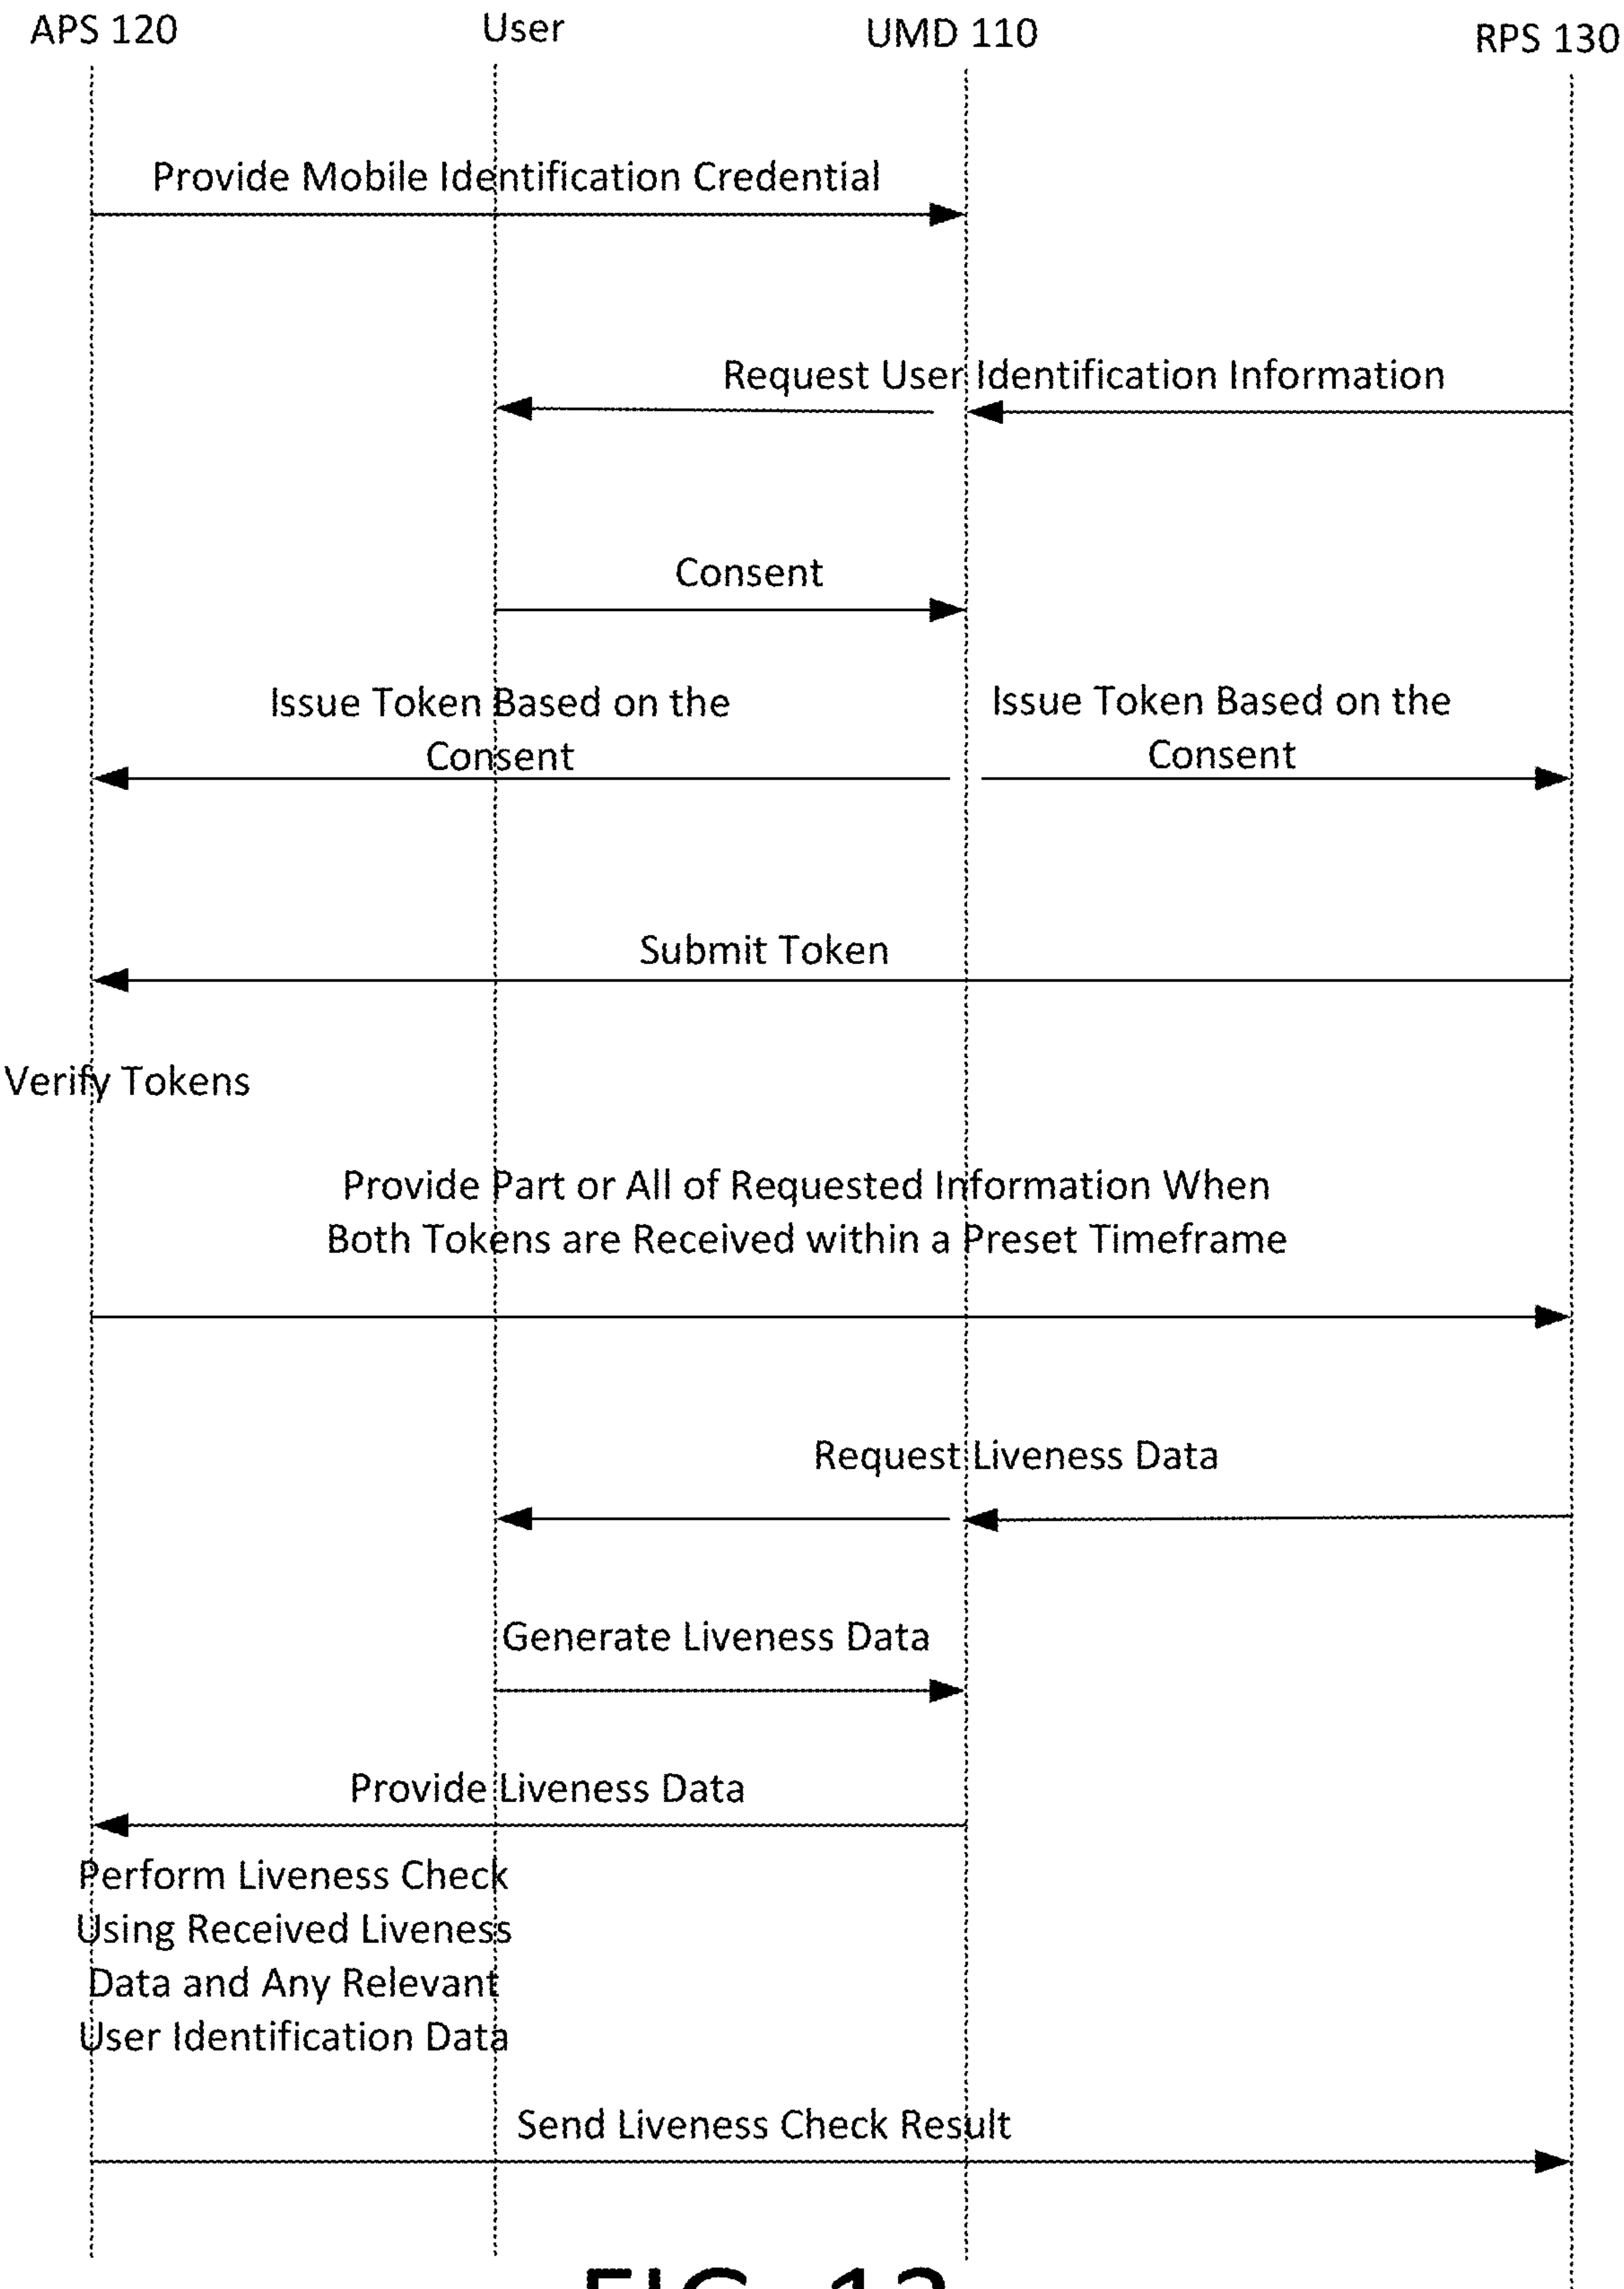 APS 120
User
UMD 110
RPS 130
Provide Mobile Identification Credential
Request User Identification Information
Consent
Issue Token Based on the
Consent
Issue Token Based on the
Consent
Submit Token
Verify Tokens
Provide Part or All of Requested Information When
Both Tokens are Received within a Preset Timeframe
Request Liveness Data
Generate Liveness Data
Provide Liveness Data
Perform Liveness Check
Using Received Liveness
Data and Any Relevant
User Identification Data
Send Liveness Check Result